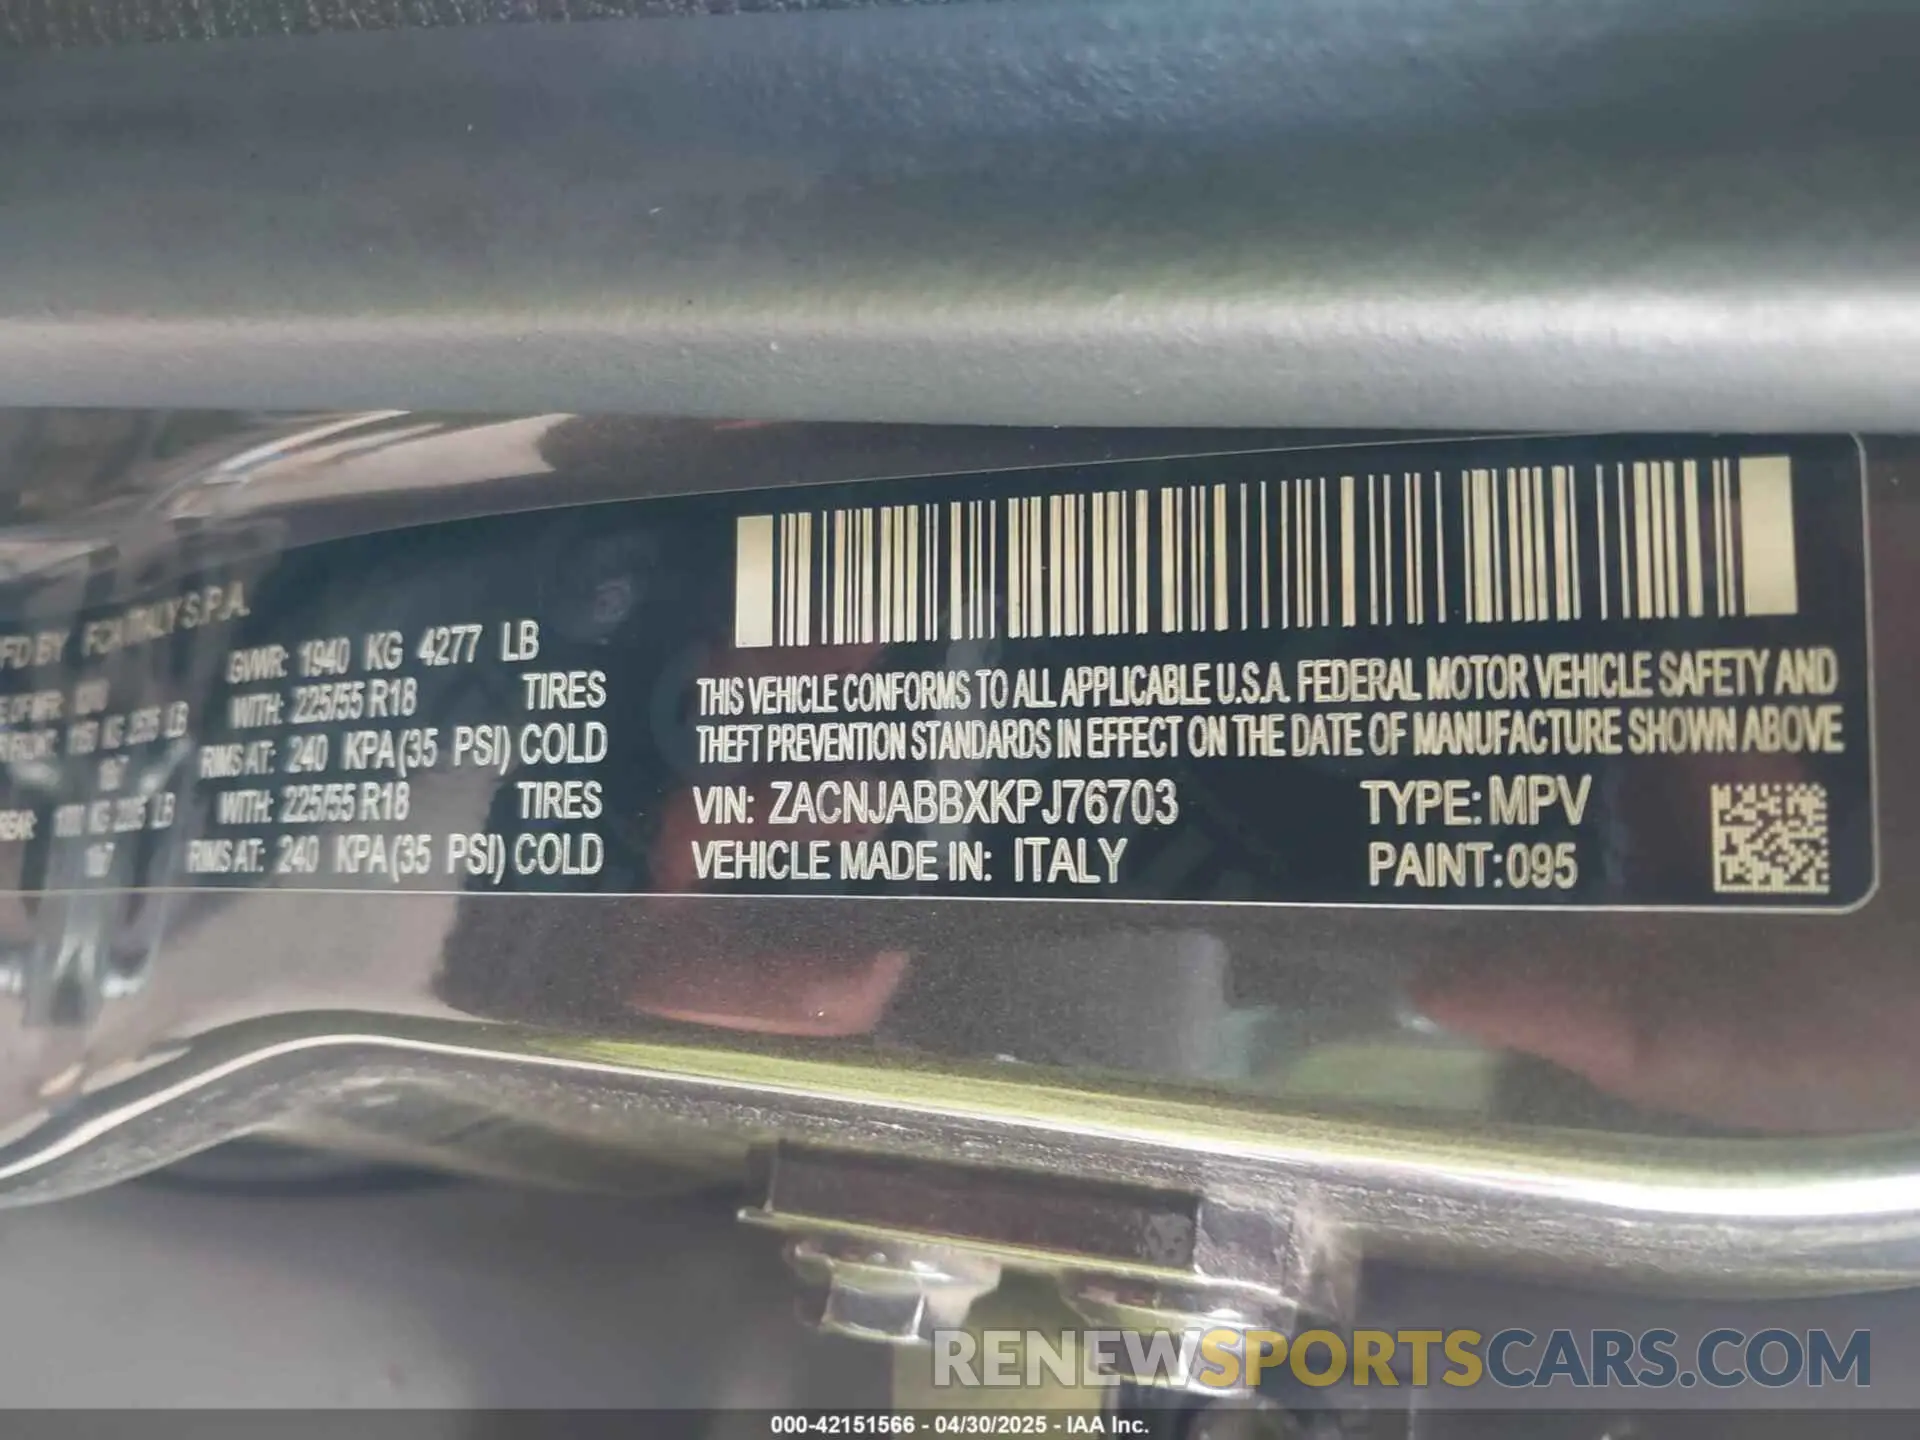 FD BY FCA ITALY S.P.A.
GVWR: 1940 KG 4277 LB
WITH: 225/55 R18 TIRES
RIMS AT: 240 KPA(35 PSI) COLD
WITH: 225/55 R18 TIRES
RIMS AT: 240 KPA(35 PSI) COLD
THIS VEHICLE CONFORMS TO ALL APPLICABLE U.S.A. FEDERAL MOTOR VEHICLE SAFETY AND
THEFT PREVENTION STANDARDS IN EFFECT ON THE DATE OF MANUFACTURE SHOWN ABOVE
VIN: ZACNJABBXKPJ76703 TYPE: MPV
VEHICLE MADE IN: ITALY PAINT: 095
RENEWSPORTSCARS.COM
000-42151566 - 04/30/2025 - IAA Inc.